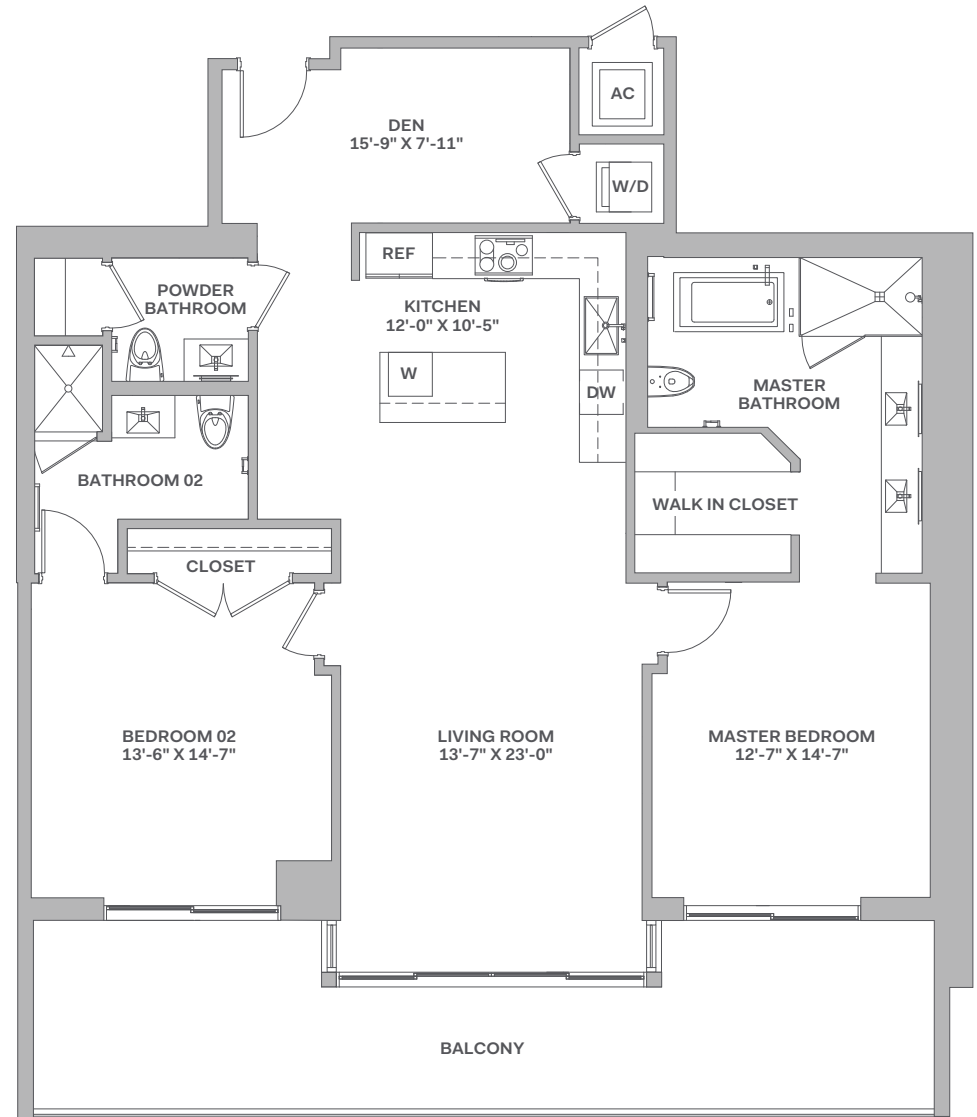 AC
DEN
15'-9" X 7'-11"
W/D
REF
POWDER
BATHROOM
KITCHEN
12'-0" X 10'-5"
W
DW
MASTER
BATHROOM
BATHROOM 02
WALK IN CLOSET
CLOSET
BEDROOM 02
13'-6" X 14'-7"
LIVING ROOM
13'-7" X 23'-0"
MASTER BEDROOM
12'-7" X 14'-7"
BALCONY